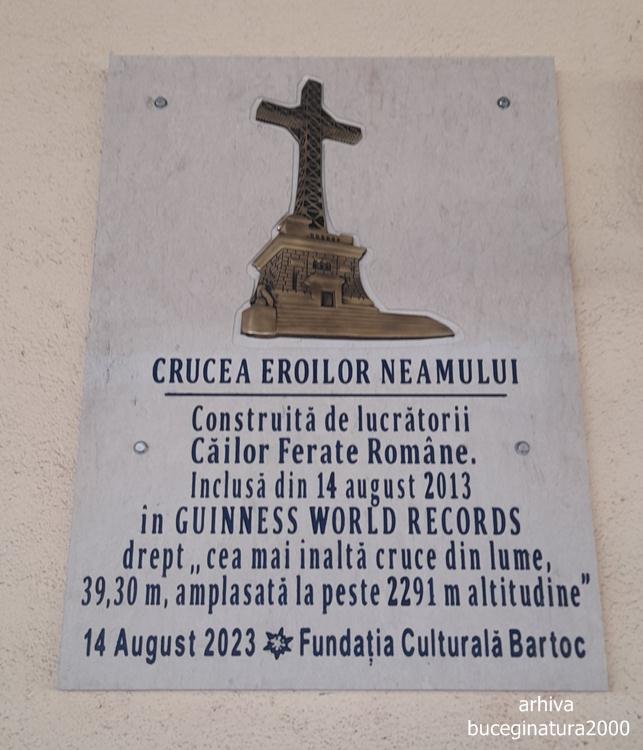 CRUCEA EROILOR NEAMULUI
Construită de lucrătorii
Căilor Ferate Române.
Inclusă din 14 august 2013
în GUINNESS WORLD RECORDS
drept „cea mai inaltă cruce din lume,
39,30 m, amplasată la peste 2291 m altitudine”
14 August 2023 ✵ Fundația Culturală Bartoc
arhiva
buceginatura2000